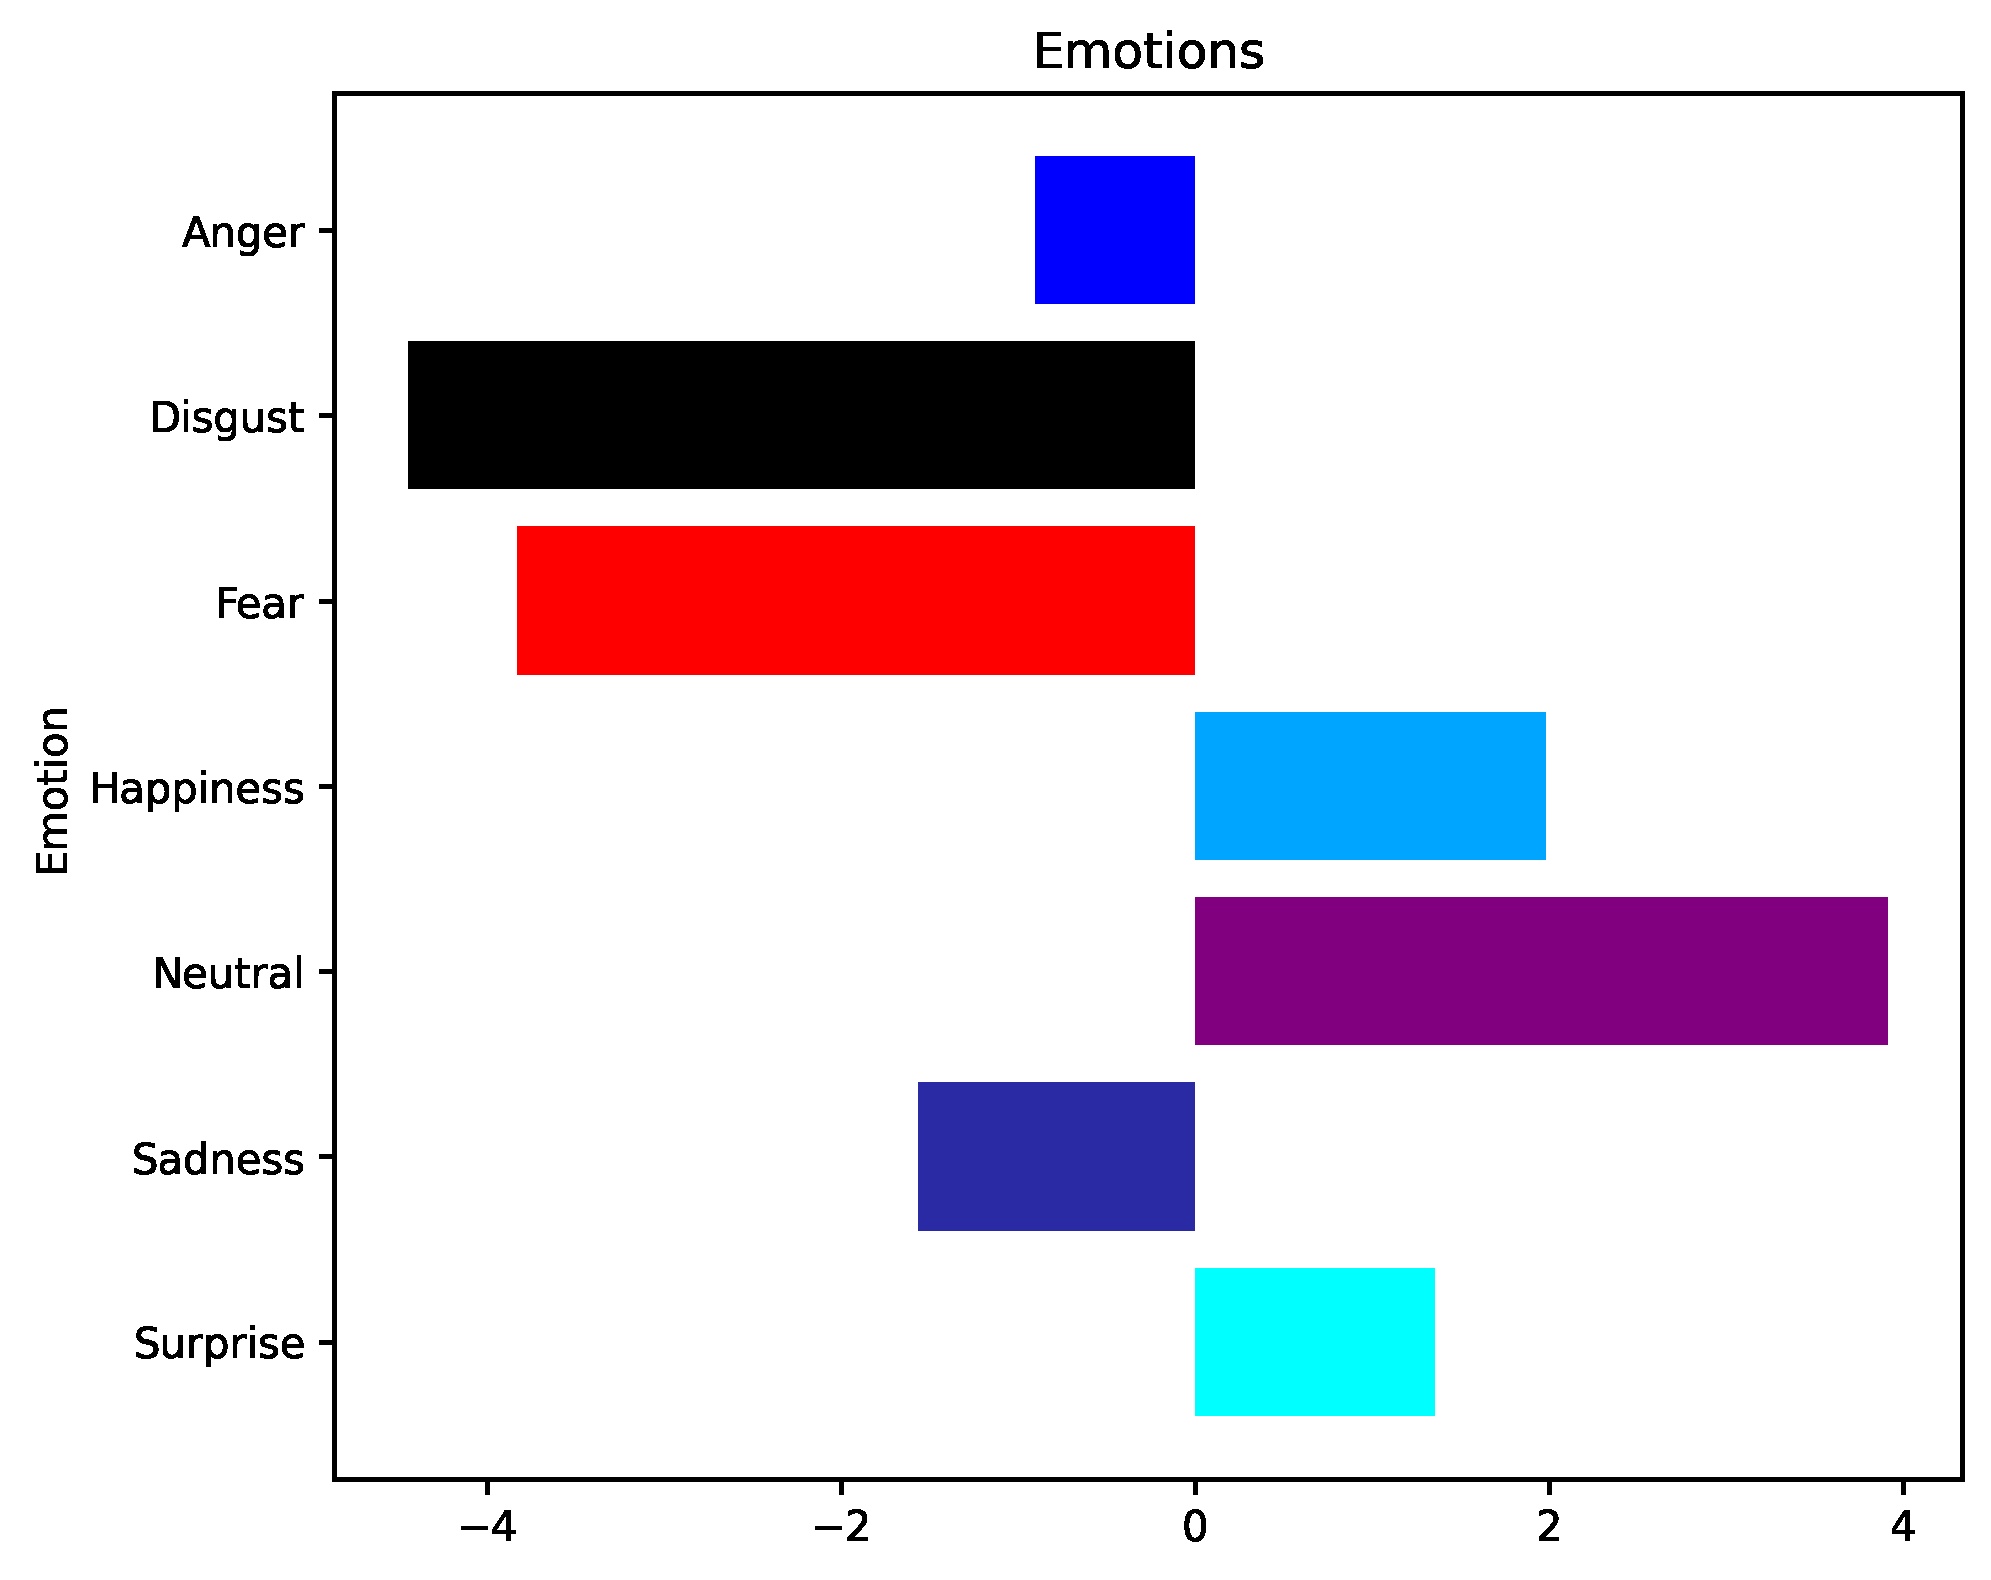 Emotions
Emotion
Anger
Disgust
Fear
Happiness
Neutral
Sadness
Surprise
−4 −2 0 2 4